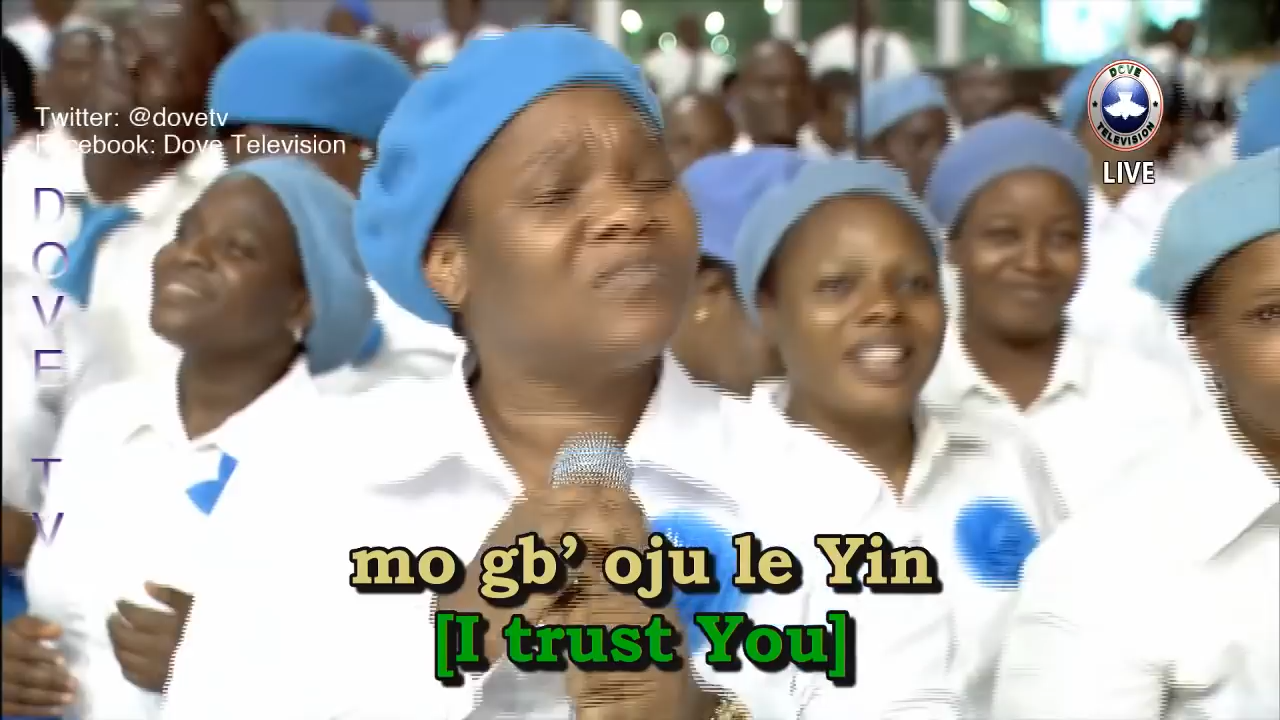 Twitter: @dovetv
Facebook: Dove Television
DOVE TV
DOVE
TELEVISION
LIVE
mo gb’ oju le Yin
[I trust You]